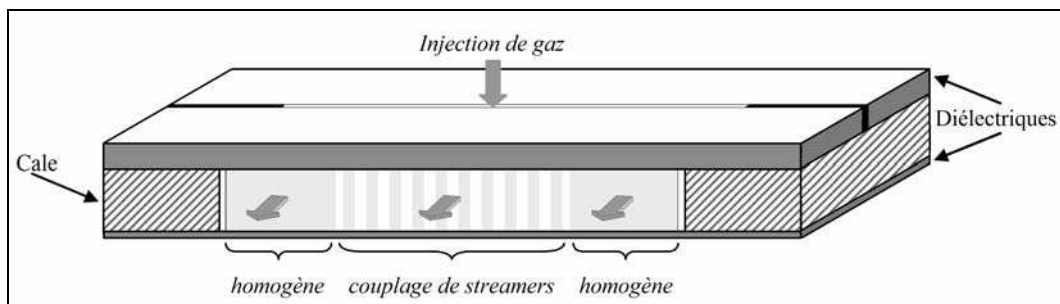 Injection de gaz
Diélectriques
Cale
homogène
couplage de streamers
homogène